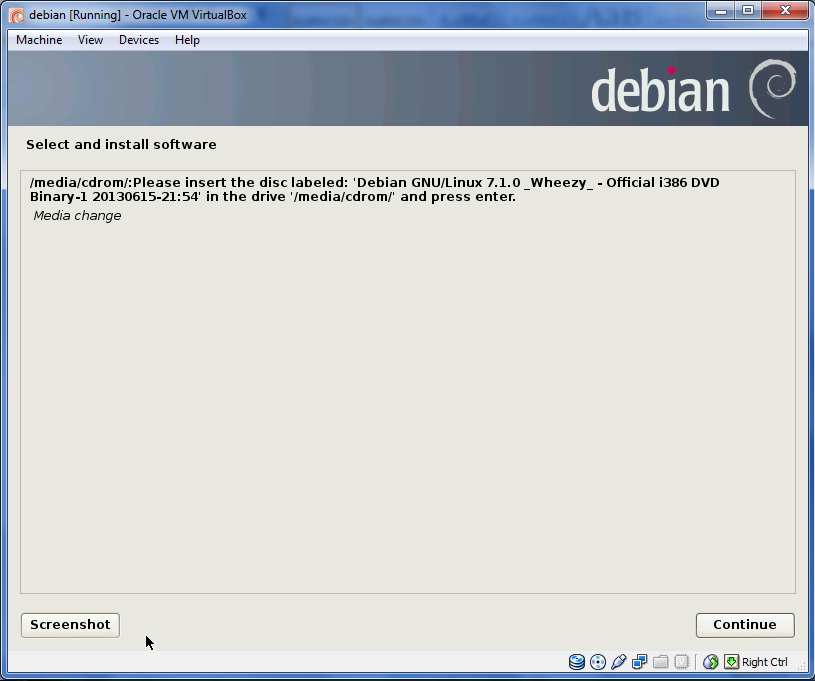 debian [Running] - Oracle VM VirtualBox
Machine View Devices Help
debian
Select and install software
/media/cdrom/:Please insert the disc labeled: 'Debian GNU/Linux 7.1.0 _Wheezy_ - Official i386 DVD
Binary-1 20130615-21:54' in the drive '/media/cdrom/' and press enter.
Media change
Screenshot
Continue
Right Ctrl